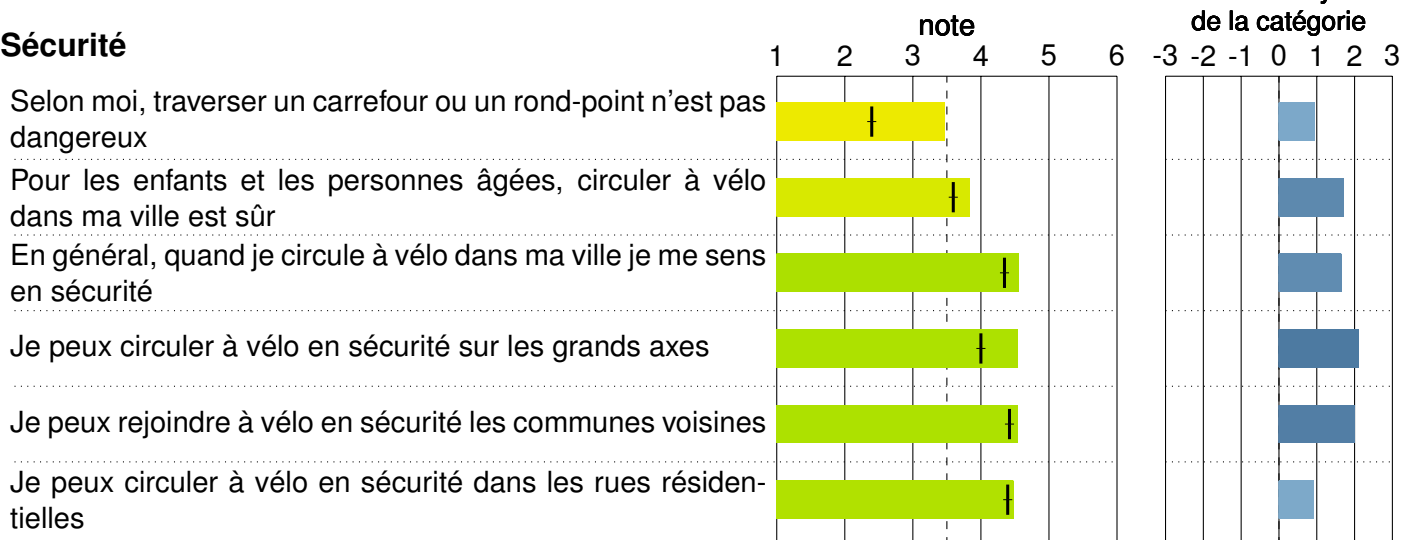 note
de la catégorie
Sécurité
1 2 3 4 5 6
-3 -2 -1 0 1 2 3
Selon moi, traverser un carrefour ou un rond-point n'est pas
dangereux
Pour les enfants et les personnes âgées, circuler à vélo
dans ma ville est sûr
En général, quand je circule à vélo dans ma ville je me sens
en sécurité
Je peux circuler à vélo en sécurité sur les grands axes
Je peux rejoindre à vélo en sécurité les communes voisines
Je peux circuler à vélo en sécurité dans les rues résiden-
tielles